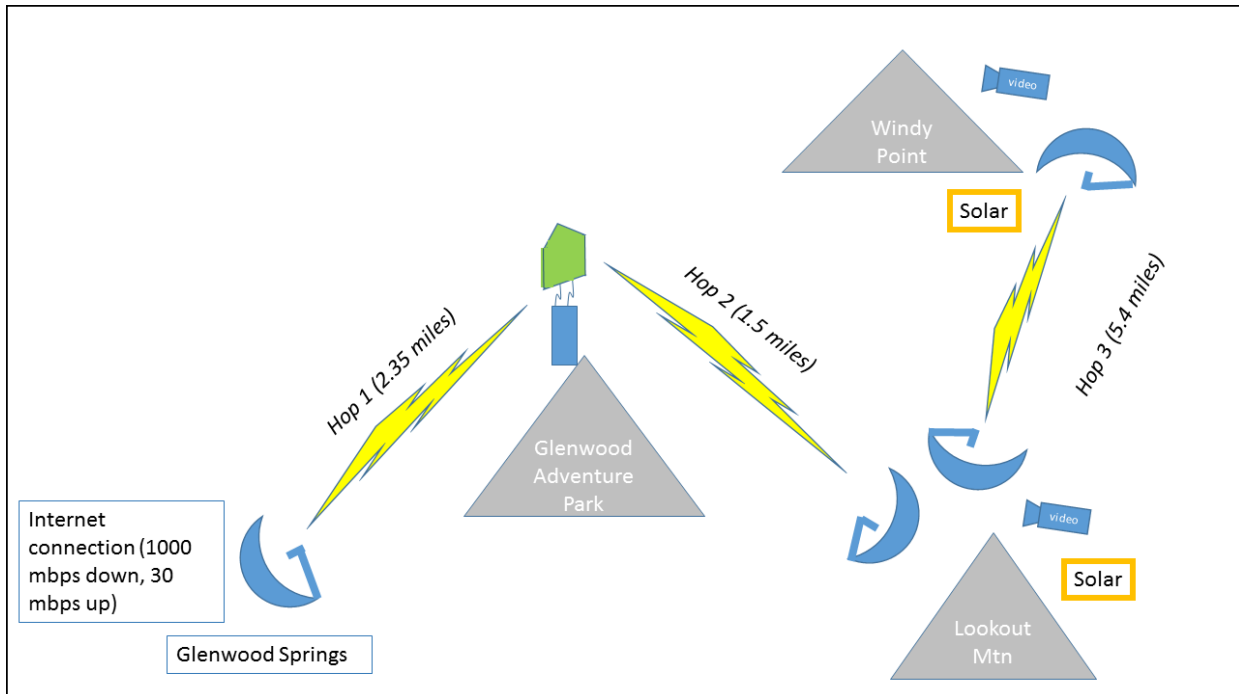 video
Windy
Point
Solar
Hop 1 (2.35 miles)
Hop 2 (1.5 miles)
Hop 3 (5.4 miles)
Glenwood
Adventure
Park
Internet
connection (1000
mbps down, 30
mbps up)
Glenwood Springs
video
Solar
Lookout
Mtn